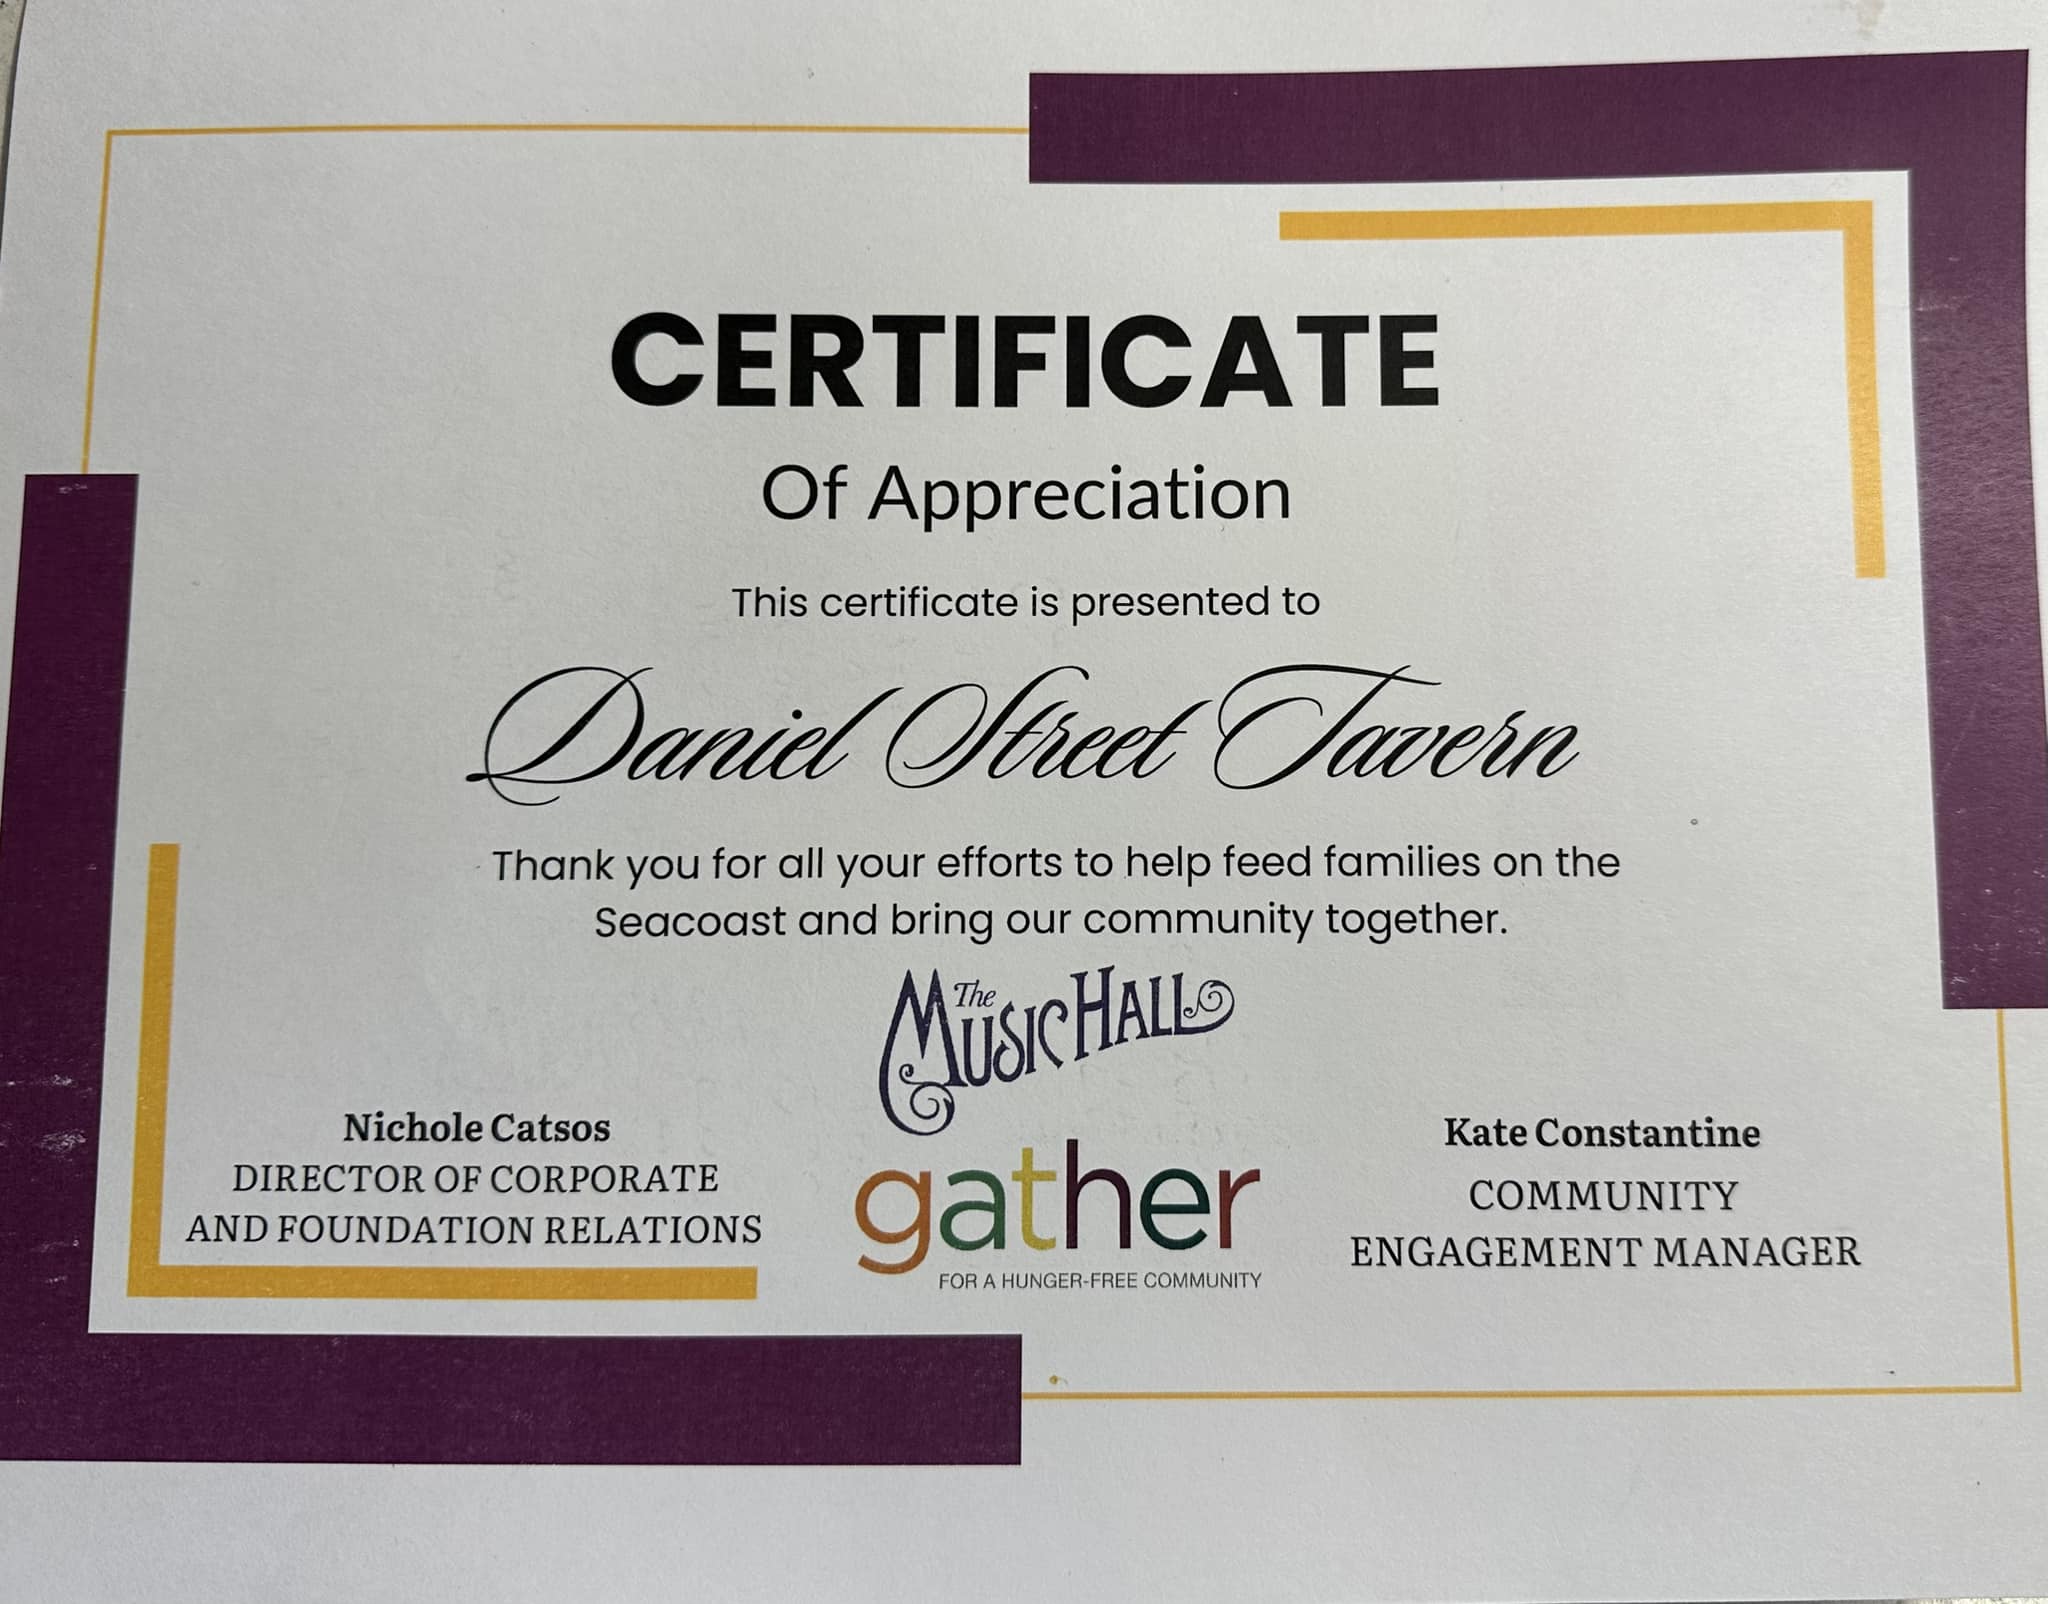 CERTIFICATE
Of Appreciation
This certificate is presented to
Daniel Street Tavern
Thank you for all your efforts to help feed families on the
Seacoast and bring our community together.
The Music Hall
Nichole Catsos
DIRECTOR OF CORPORATE
AND FOUNDATION RELATIONS
gather
FOR A HUNGER-FREE COMMUNITY
Kate Constantine
COMMUNITY
ENGAGEMENT MANAGER